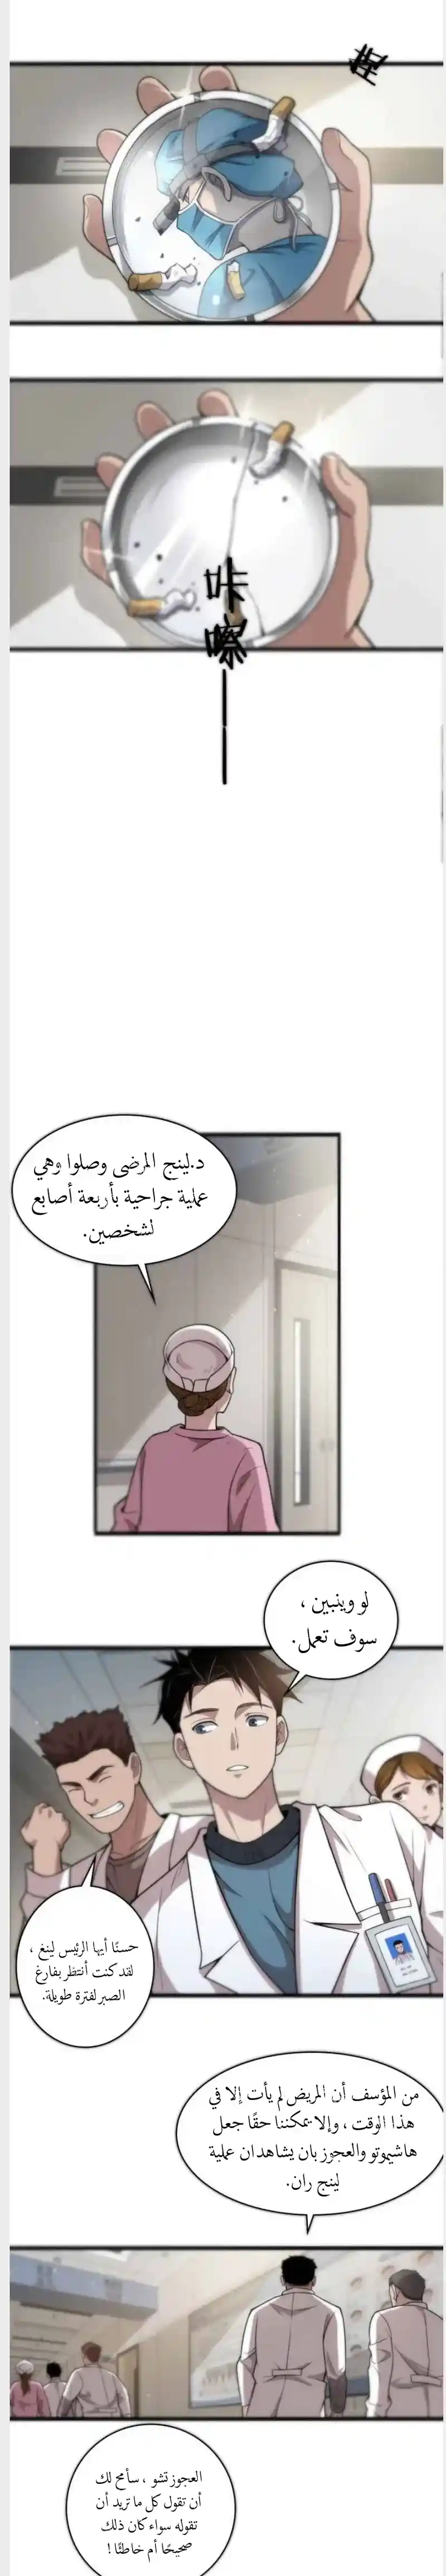 捏
咔
嚓
د.لينج المرضى وصلوا وهي
عملية جراحية بأربعة أصابع
لشخصين.
لو وينبين ،
سوف تعمل.
حسنًا أيها الرئيس لينغ ،
لقد كنت أنتظر بفارغ
الصبر لفترة طويلة.
من المؤسف أن المريض لم يأت إلا في
هذا الوقت ، وإلا يمكننا حقًا جعل
هاشيموتو والعجوز بان يشاهدان عملية
لينج ران.
العجوز تشو ، سأمح لك
أن تقول كل ما تريد أن
تقوله سواء كان ذلك
صحيحًا أم خاطئًا !